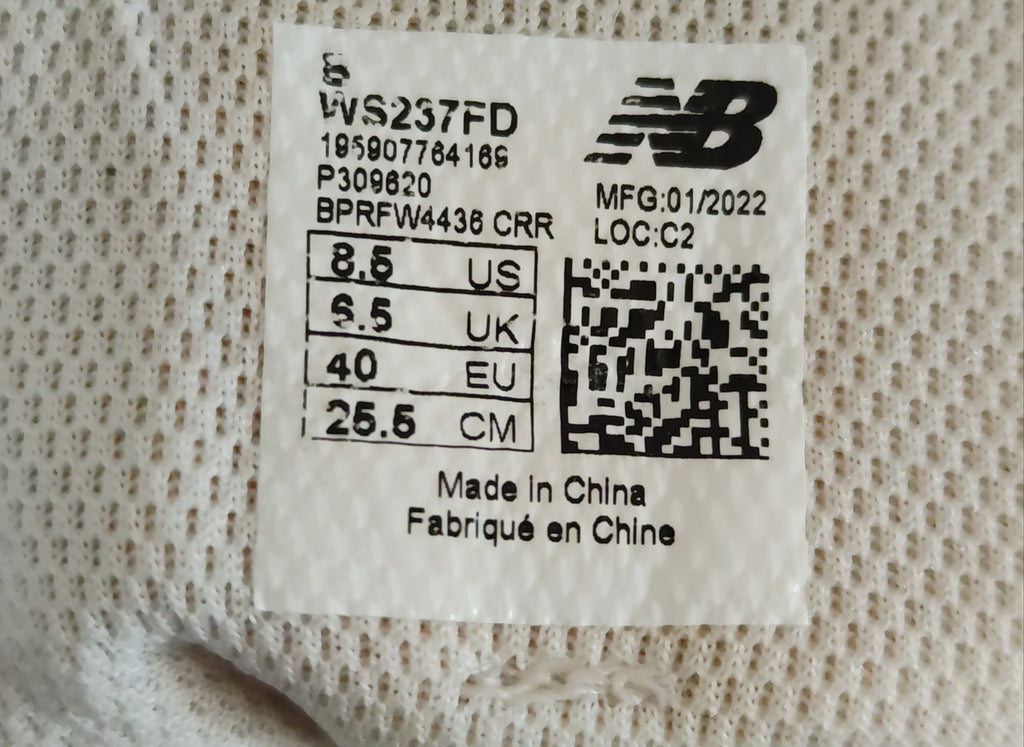 WS237FD
195907764169
P309620
BPRFW4436 CRR
8.5 US
6.5 UK
40 EU
25.5 CM
NB
MFG:01/2022
LOC:C2
Made in China
Fabriqué en Chine